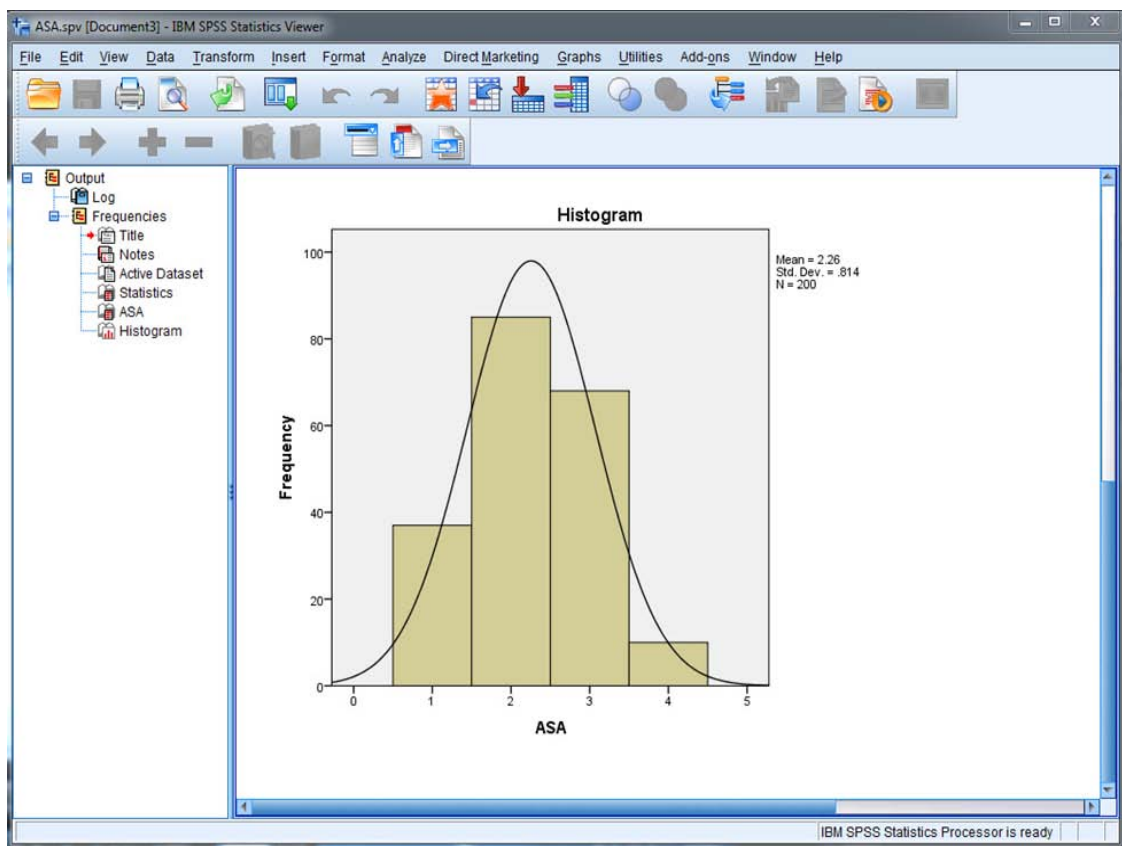 ASA.spv [Document3] - IBM SPSS Statistics Viewer
File Edit View Data Transform Insert Format Analyze Direct Marketing Graphs Utilities Add-ons Window Help
Output
Log
Frequencies
Title
Notes
Active Dataset
Statistics
ASA
Histogram
Histogram
Mean = 2.26
Std. Dev. = .814
N = 200
Frequency
100
80
60
40
20
0
0 1 2 3 4 5
ASA
IBM SPSS Statistics Processor is ready